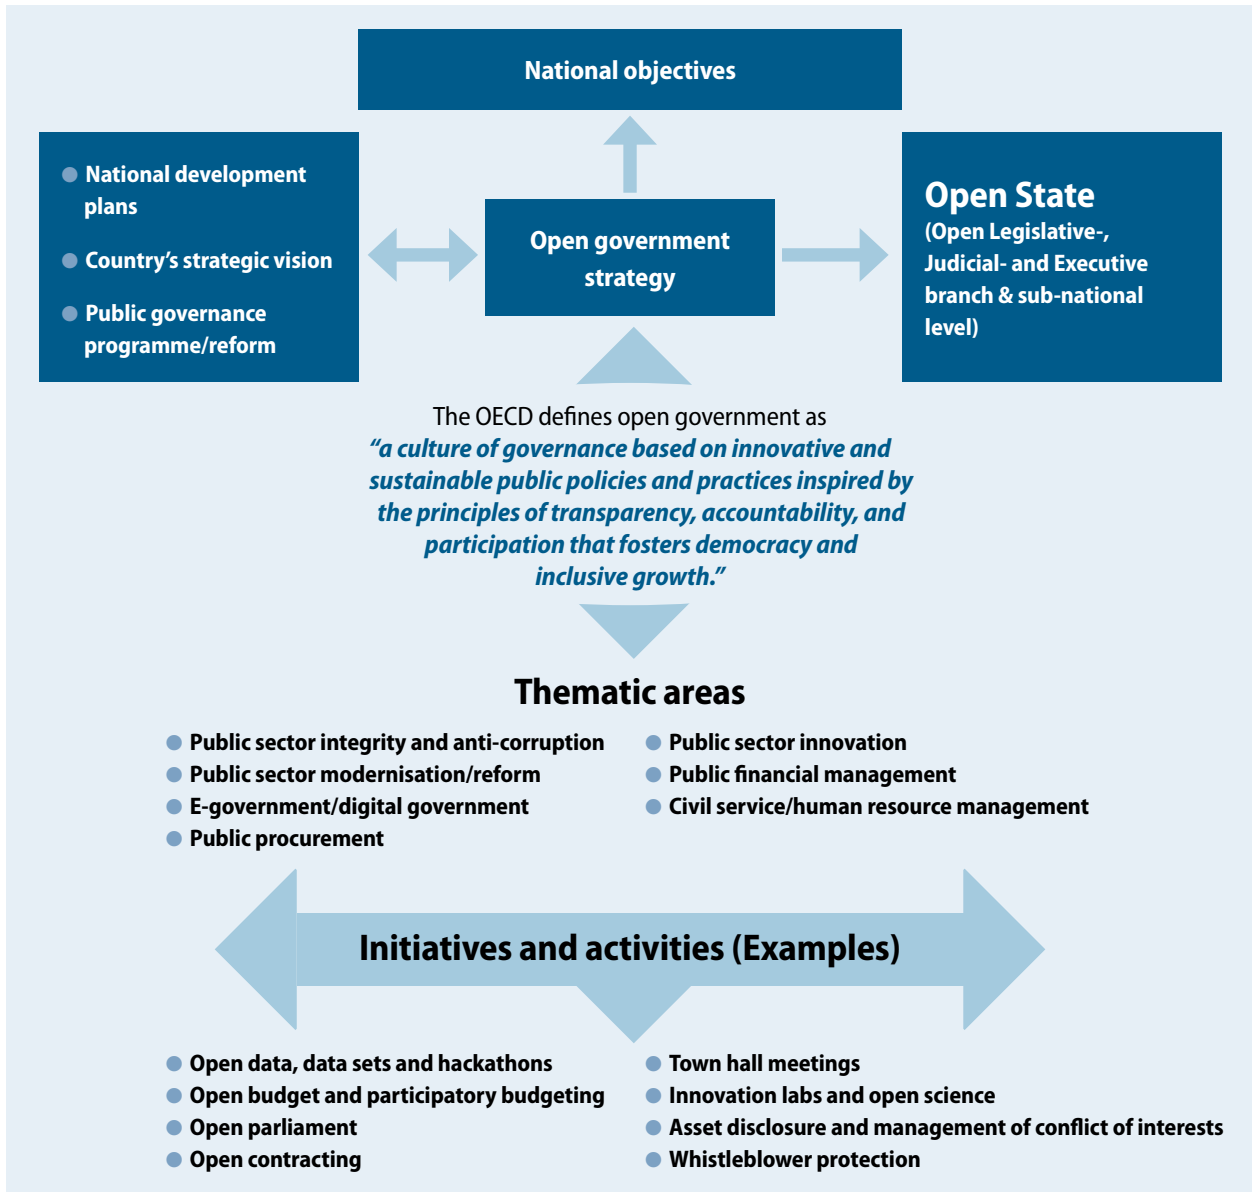 National objectives
● National development
plans
● Country’s strategic vision
● Public governance
programme/reform
Open government
strategy
Open State
(Open Legislative-,
Judicial- and Executive
branch & sub-national
level)
The OECD defines open government as
“a culture of governance based on innovative and
sustainable public policies and practices inspired by
the principles of transparency, accountability, and
participation that fosters democracy and
inclusive growth.”
Thematic areas
● Public sector integrity and anti-corruption
● Public sector modernisation/reform
● E-government/digital government
● Public procurement
● Public sector innovation
● Public financial management
● Civil service/human resource management
Initiatives and activities (Examples)
● Open data, data sets and hackathons
● Open budget and participatory budgeting
● Open parliament
● Open contracting
● Town hall meetings
● Innovation labs and open science
● Asset disclosure and management of conflict of interests
● Whistleblower protection